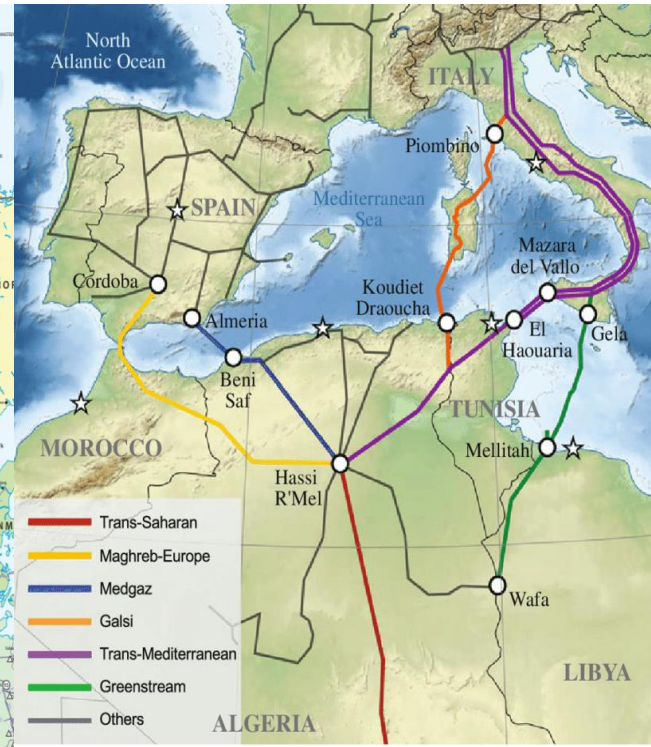 North
Atlantic Ocean
ITALY
Piombino
Mediterranean
Sea
SPAIN
Córdoba
Almeria
Koudiet
Draoucha
Mazara
del Vallo
El
Haouaria
Gela
Beni
Saf
TUNISIA
MOROCCO
Mellitah
Hassi
R'Mel
Wafa
LIBYA
ALGERIA
Trans-Saharan
Maghreb-Europe
Medgaz
Galsi
Trans-Mediterranean
Greenstream
Others